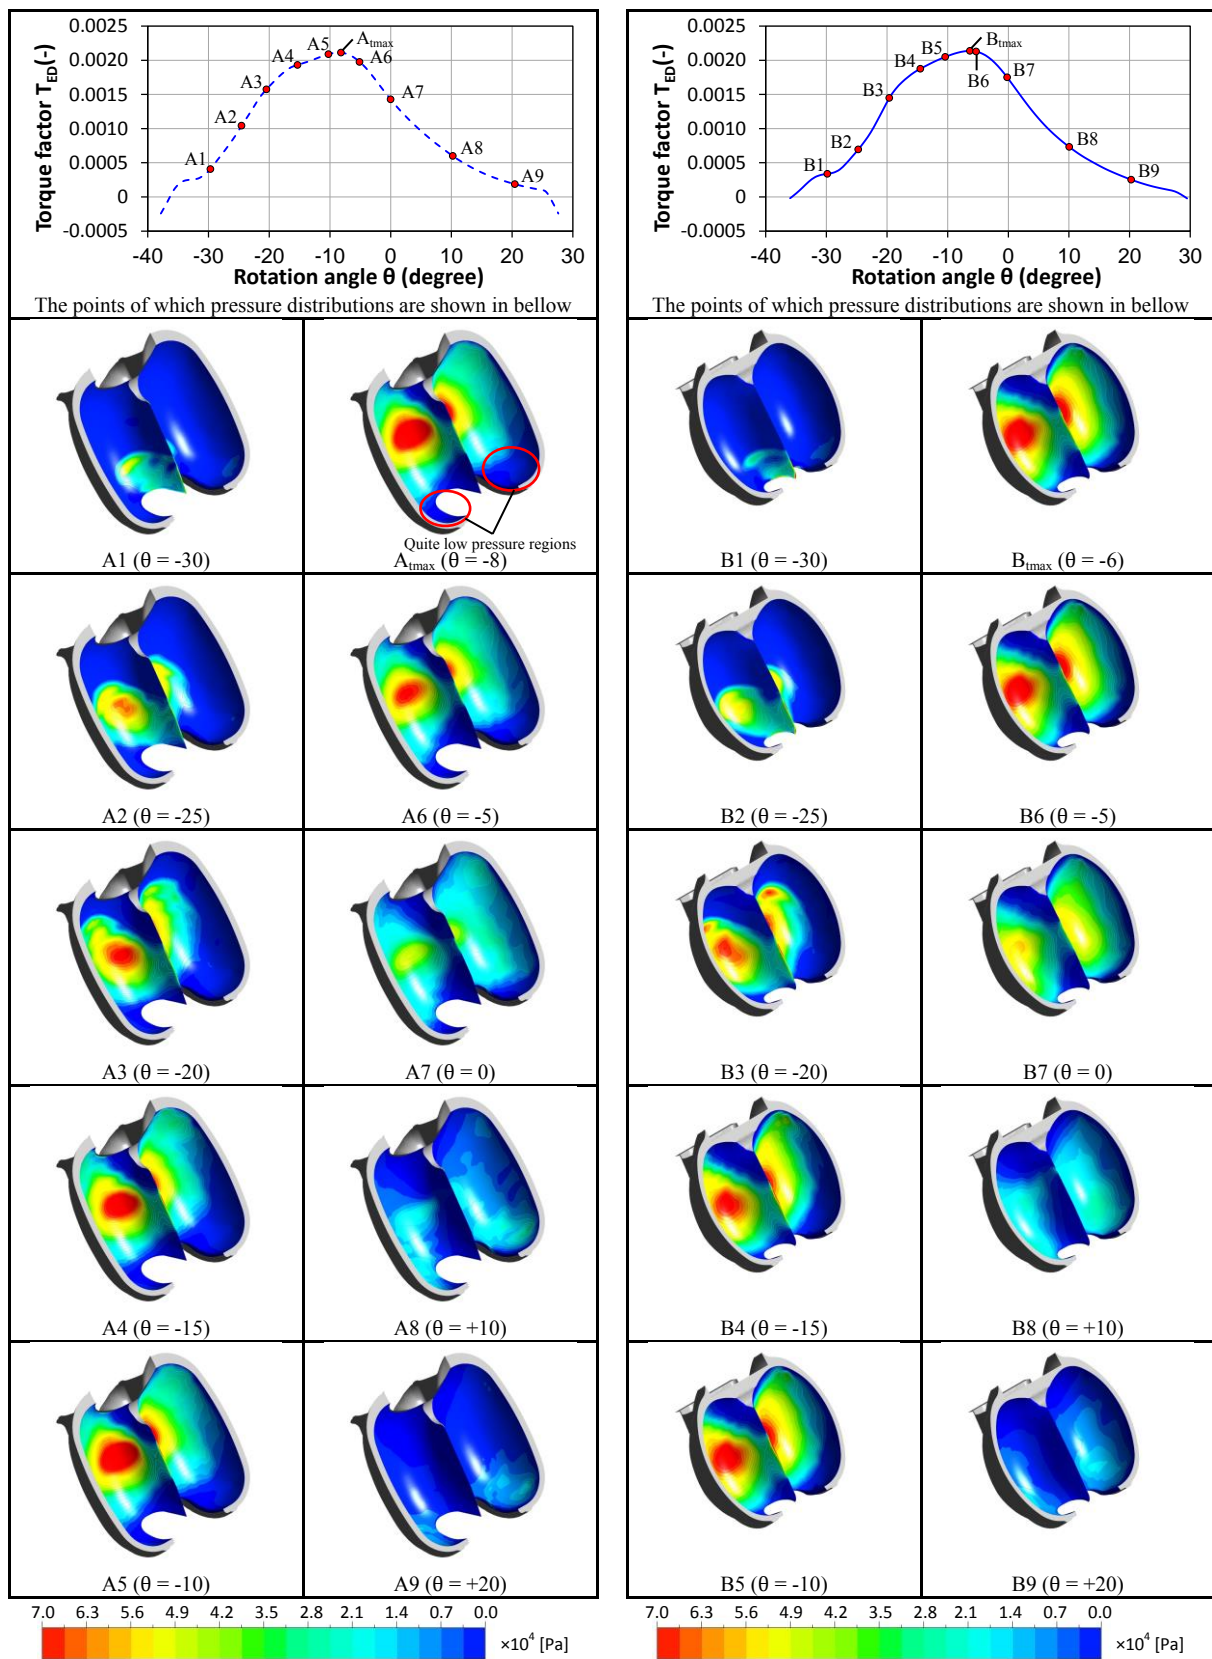 Torque factor T_ED(-)
0.0025
0.0020
0.0015
0.0010
0.0005
0
-0.0005
A1
A2
A3
A4
A5
A_tmax
A6
A7
A8
A9
-40 -30 -20 -10 0 10 20 30
Rotation angle θ (degree)
The points of which pressure distributions are shown in bellow
Torque factor T_ED(-)
0.0025
0.0020
0.0015
0.0010
0.0005
0
-0.0005
B1
B2
B3
B4
B5
B_tmax
B6
B7
B8
B9
-40 -30 -20 -10 0 10 20 30
Rotation angle θ (degree)
The points of which pressure distributions are shown in bellow
Quite low pressure regions
A1 (θ = -30)
A_tmax (θ = -8)
B1 (θ = -30)
B_tmax (θ = -6)
A2 (θ = -25)
A6 (θ = -5)
B2 (θ = -25)
B6 (θ = -5)
A3 (θ = -20)
A7 (θ = 0)
B3 (θ = -20)
B7 (θ = 0)
A4 (θ = -15)
A8 (θ = +10)
B4 (θ = -15)
B8 (θ = +10)
A5 (θ = -10)
A9 (θ = +20)
B5 (θ = -10)
B9 (θ = +20)
7.0 6.3 5.6 4.9 4.2 3.5 2.8 2.1 1.4 0.7 0.0
×10⁴ [Pa]
7.0 6.3 5.6 4.9 4.2 3.5 2.8 2.1 1.4 0.7 0.0
×10⁴ [Pa]